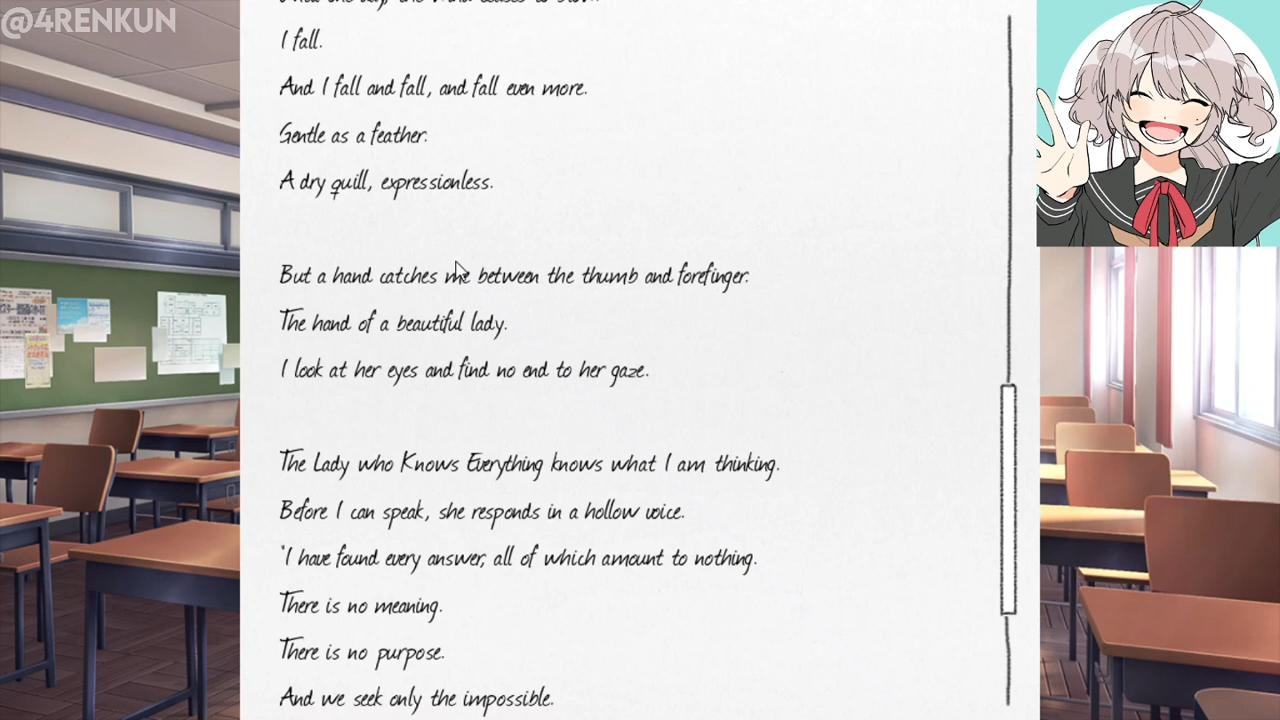 @4RENKUN
I fall.
And I fall and fall, and fall even more.
Gentle as a feather.
A dry quill, expressionless.
But a hand catches me between the thumb and forefinger.
The hand of a beautiful lady.
I look at her eyes and find no end to her gaze.
The Lady who Knows Everything knows what I am thinking.
Before I can speak, she responds in a hollow voice.
"I have found every answer, all of which amount to nothing.
There is no meaning.
There is no purpose.
And we seek only the impossible.